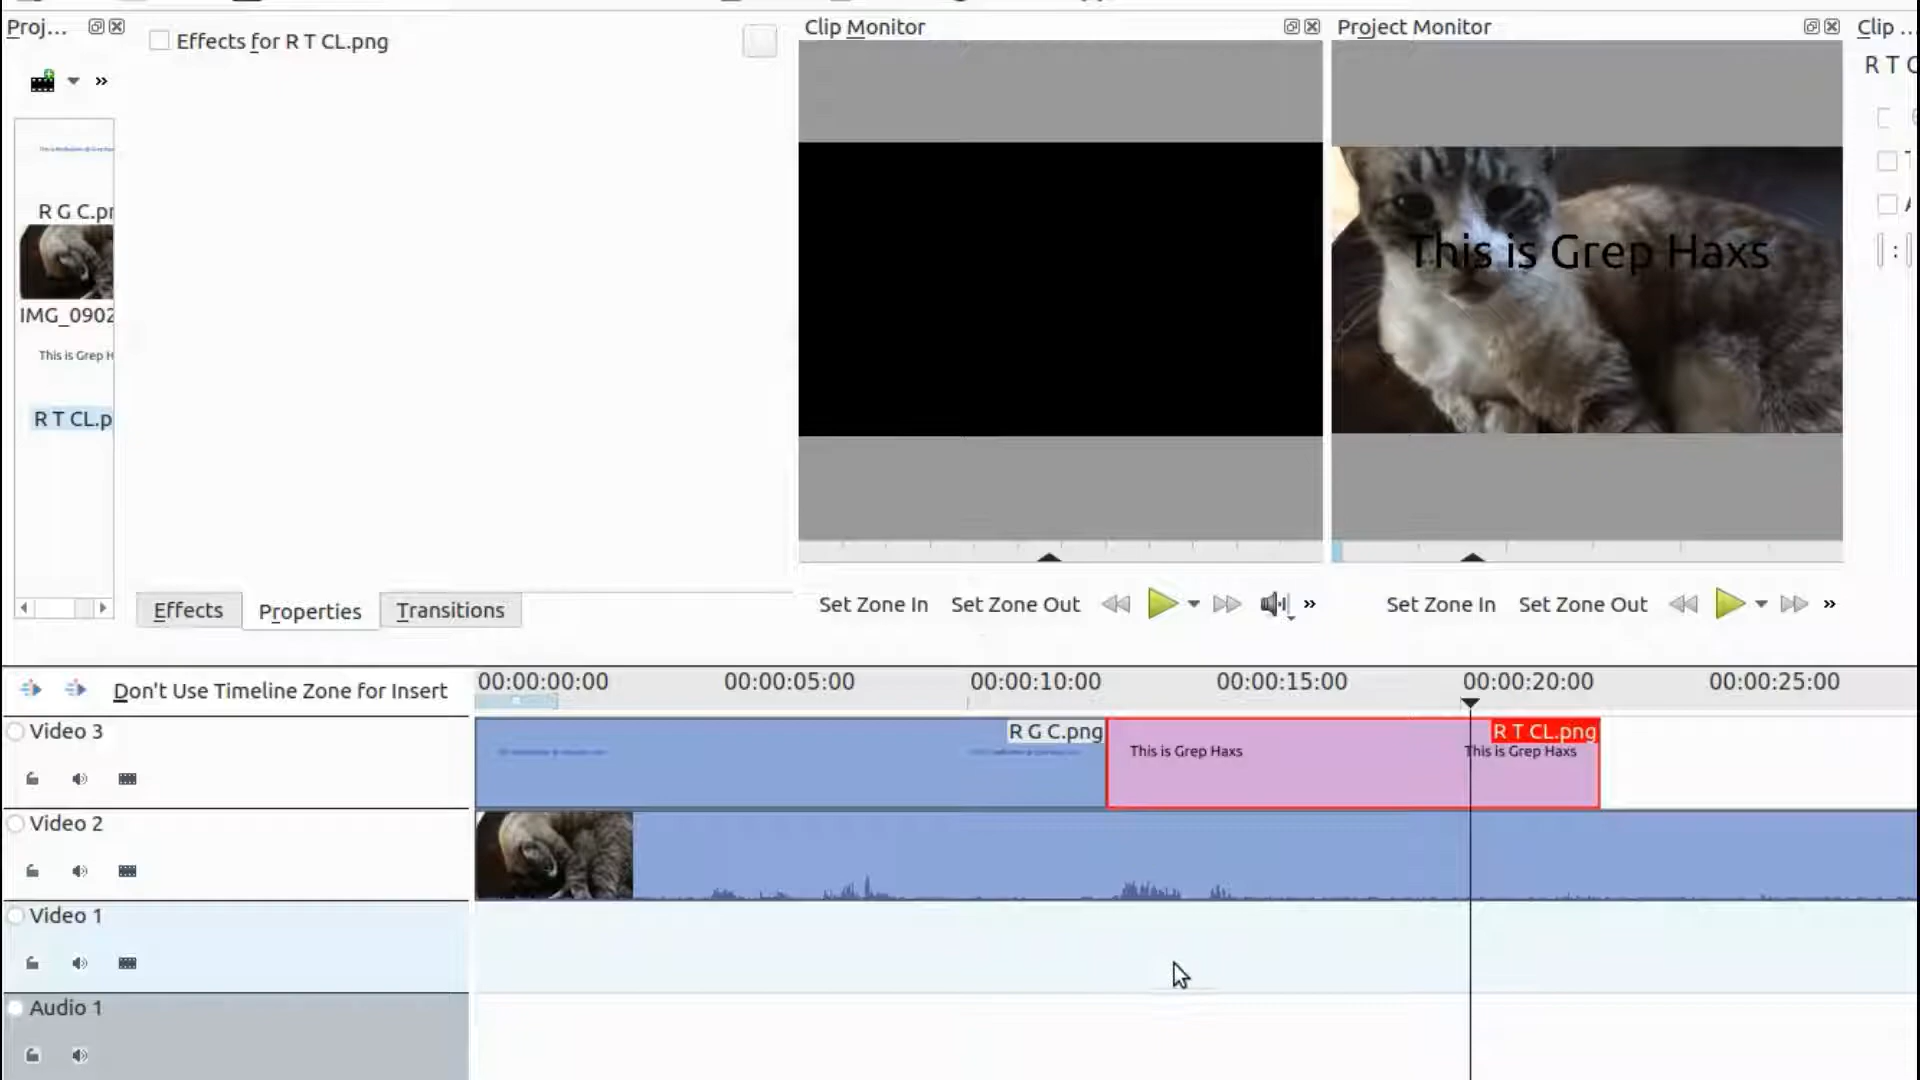 Proj...
Effects for R T CL.png
Clip Monitor
Project Monitor
Clip ...
R T C
R G C.pn
IMG_0902
This is Grep H
R T CL.p
This is Grep Haxs
Effects
Properties
Transitions
Set Zone In
Set Zone Out
Set Zone In
Set Zone Out
Don't Use Timeline Zone for Insert
00:00:00:00
00:00:05:00
00:00:10:00
00:00:15:00
00:00:20:00
00:00:25:00
Video 3
R G C.png
R T CL.png
This is Grep Haxs
This is Grep Haxs
Video 2
Video 1
Audio 1